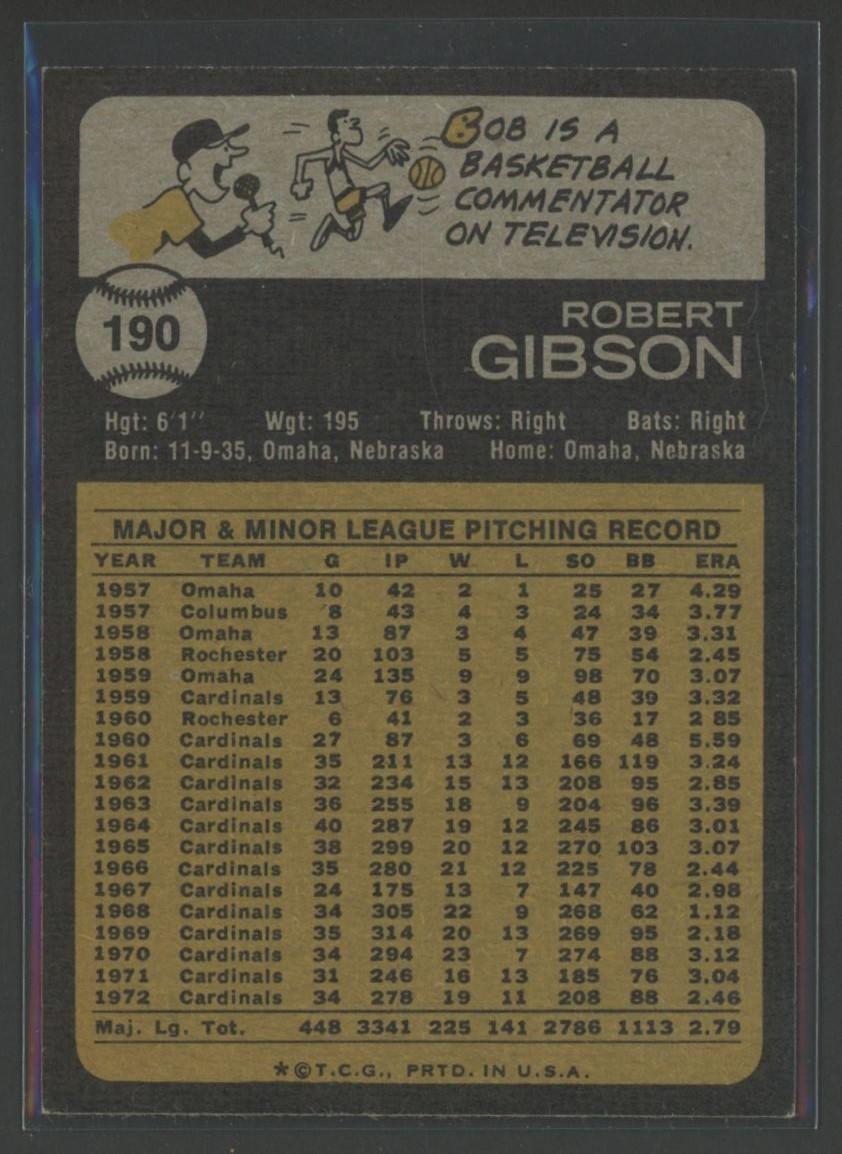 BOB IS A
BASKETBALL
COMMENTATOR
ON TELEVISION.
190
ROBERT
GIBSON
Hgt: 6'1" Wgt: 195 Throws: Right Bats: Right
Born: 11-9-35, Omaha, Nebraska Home: Omaha, Nebraska
MAJOR & MINOR LEAGUE PITCHING RECORD
YEAR TEAM G IP W L SO BB ERA
1957 Omaha 10 42 2 1 25 27 4.29
1957 Columbus 8 43 4 3 24 34 3.77
1958 Omaha 13 87 3 4 47 39 3.31
1958 Rochester 20 103 5 5 75 54 2.45
1959 Omaha 24 135 9 9 98 70 3.07
1959 Cardinals 13 76 3 5 48 39 3.32
1960 Rochester 6 41 2 3 36 17 2 85
1960 Cardinals 27 87 3 6 69 48 5.59
1961 Cardinals 35 211 13 12 166 119 3.24
1962 Cardinals 32 234 15 13 208 95 2.85
1963 Cardinals 36 255 18 9 204 96 3.39
1964 Cardinals 40 287 19 12 245 86 3.01
1965 Cardinals 38 299 20 12 270 103 3.07
1966 Cardinals 35 280 21 12 225 78 2.44
1967 Cardinals 24 175 13 7 147 40 2.98
1968 Cardinals 34 305 22 9 268 62 1.12
1969 Cardinals 35 314 20 13 269 95 2.18
1970 Cardinals 34 294 23 7 274 88 3.12
1971 Cardinals 31 246 16 13 185 76 3.04
1972 Cardinals 34 278 19 11 208 88 2.46
Maj. Lg. Tot. 448 3341 225 141 2786 1113 2.79
*©T.C.G., PRTD. IN U.S.A.